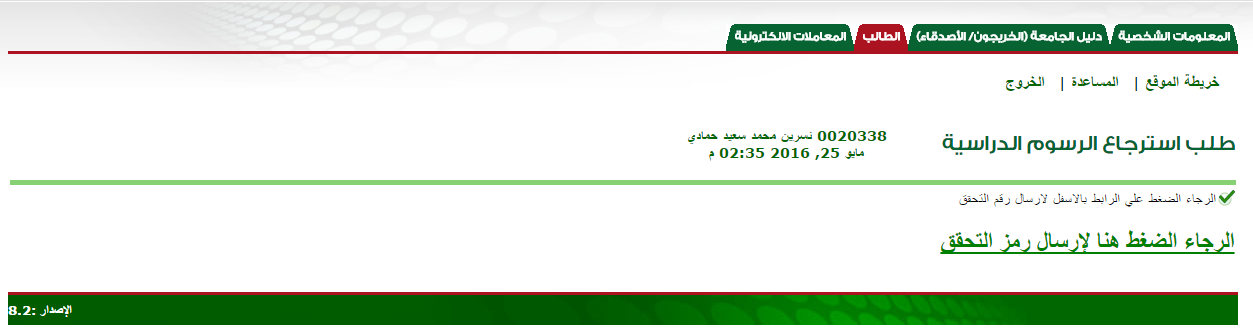 المعلومات الشخصية دليل الجامعة (الخريجون/ الأصدقاء) الطالب المعاملات الالكترونية
خريطة الموقع | المساعدة | الخروج
طلب استرجاع الرسوم الدراسية
0020338 نسرين محمد سعيد حمادي
مايو 25, 2016 02:35 م
الرجاء الضغط علي الرابط بالاسفل لارسال رقم التحقق
الرجاء الضغط هنا لإرسال رمز التحقق
الإصدار :8.2